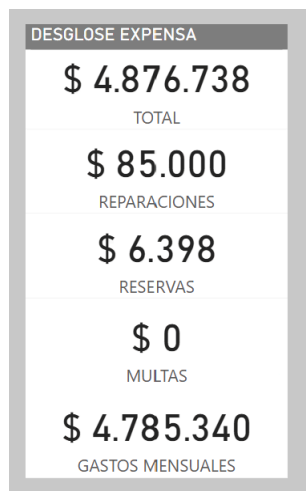 DESGLOSE EXPENSA
$ 4.876.738
TOTAL
$ 85.000
REPARACIONES
$ 6.398
RESERVAS
$ 0
MULTAS
$ 4.785.340
GASTOS MENSUALES